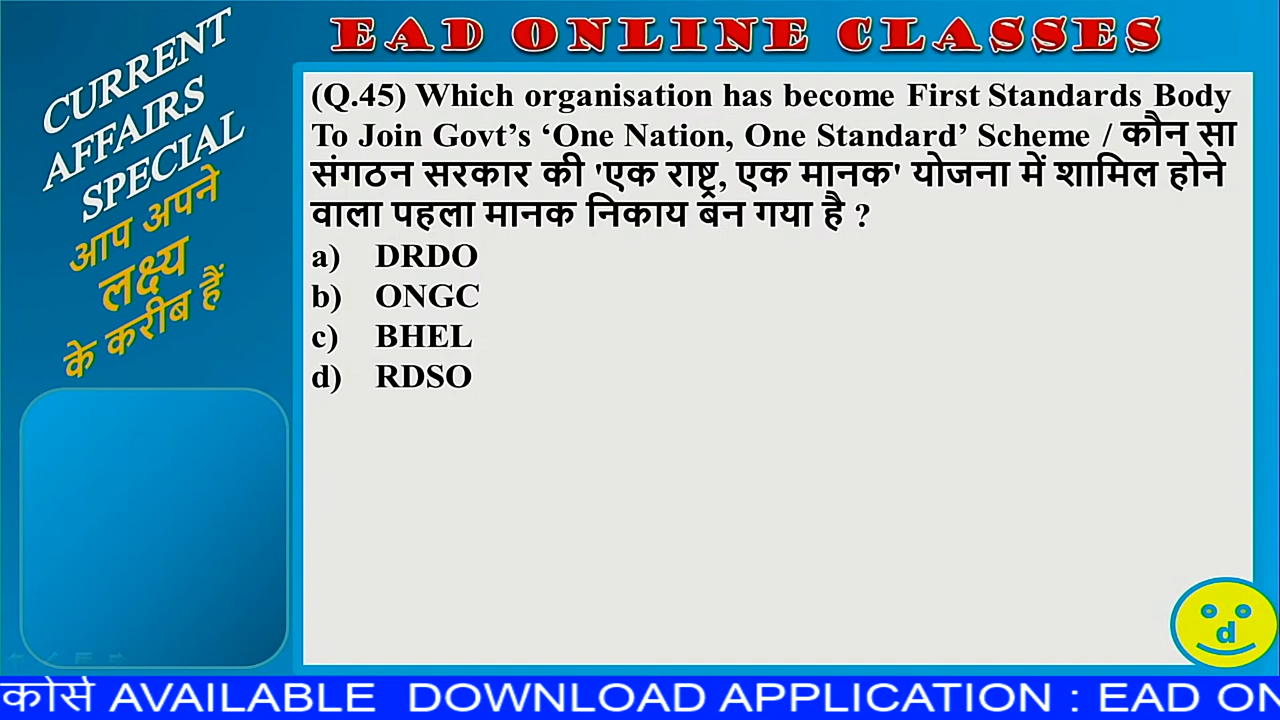 CURRENT
AFFAIRS
SPECIAL
आप अपने
लक्ष्य
के करीब हैं
EAD ONLINE CLASSES
(Q.45) Which organisation has become First Standards Body
To Join Govt’s ‘One Nation, One Standard’ Scheme / कौन सा
संगठन सरकार की 'एक राष्ट्र, एक मानक' योजना में शामिल होने
वाला पहला मानक निकाय बन गया है ?
a) DRDO
b) ONGC
c) BHEL
d) RDSO
d
कोर्स AVAILABLE DOWNLOAD APPLICATION : EAD ON